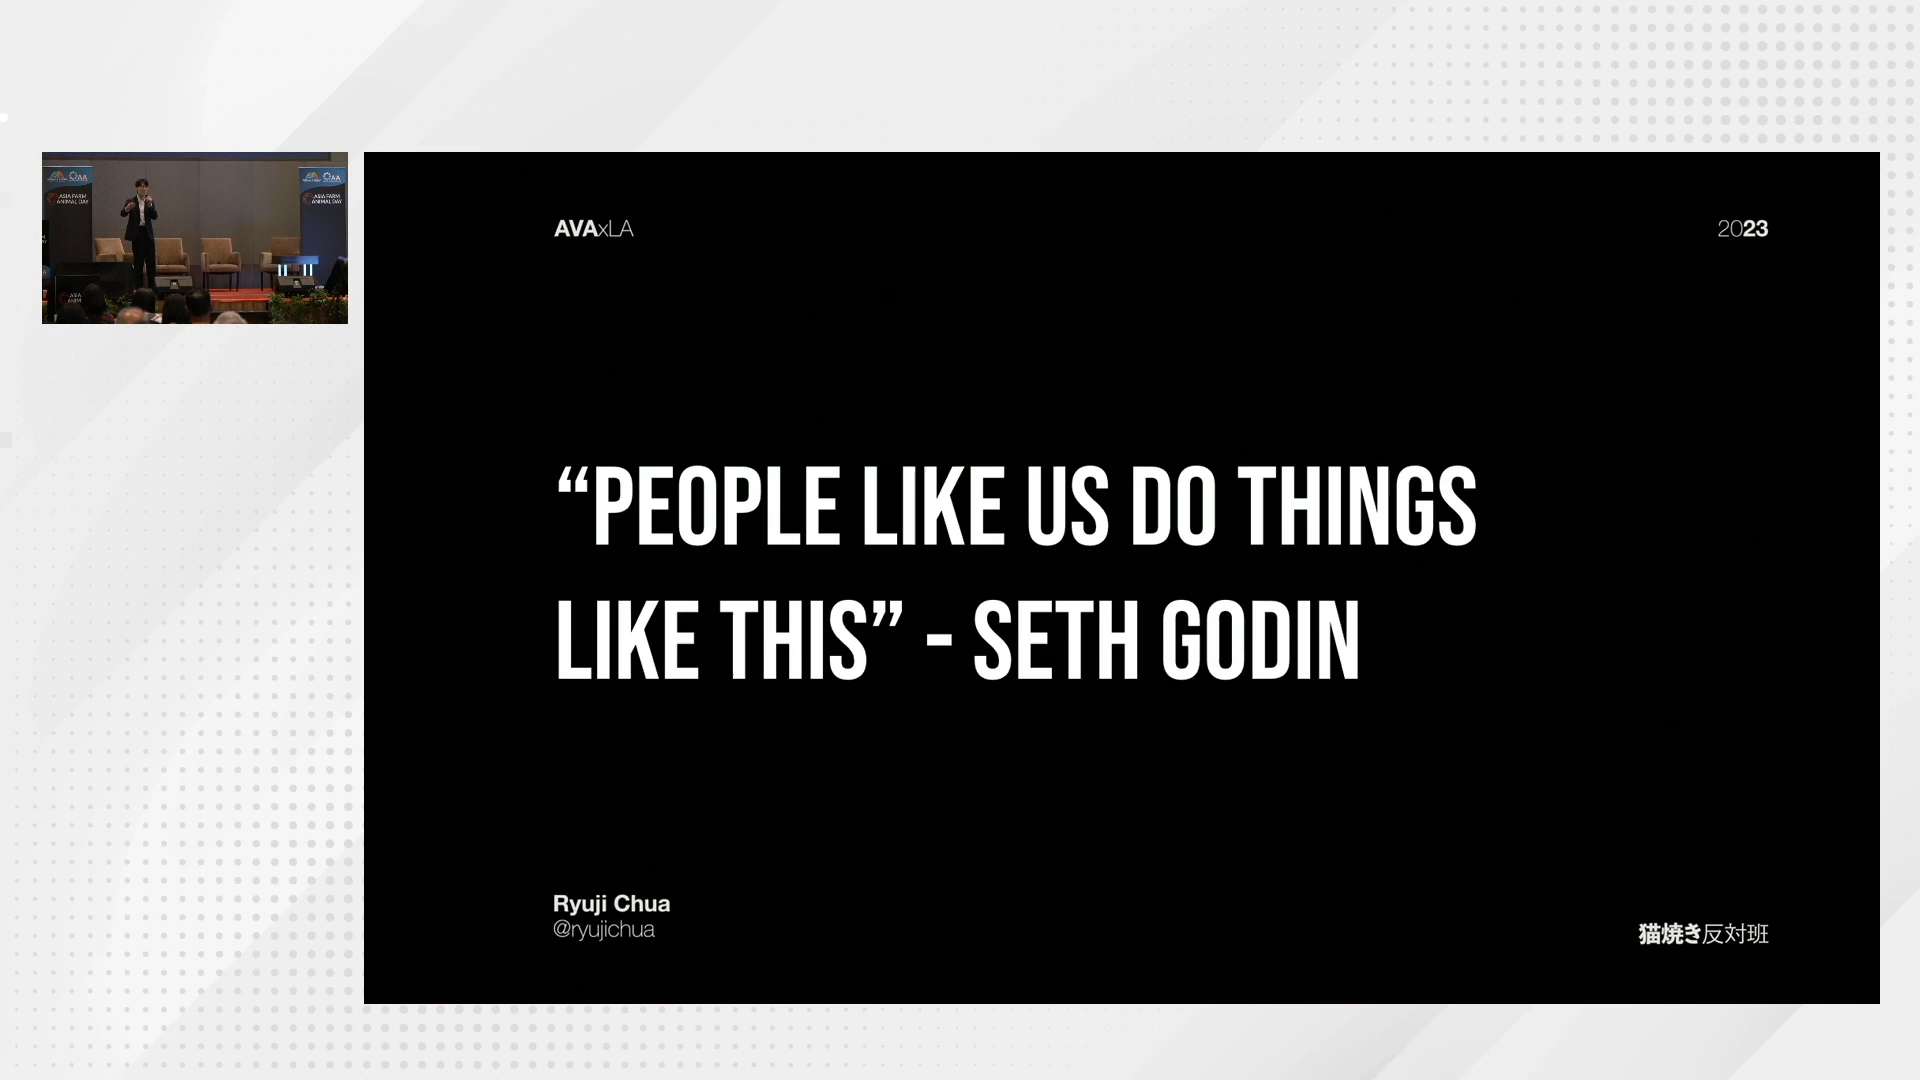 ASIA FARM
ANIMAL DAY
ASIA FARM
ANIMAL DAY
AVAxLA
2023
“PEOPLE LIKE US DO THINGS
LIKE THIS” - SETH GODIN
Ryuji Chua
@ryujichua
猫焼き反対班